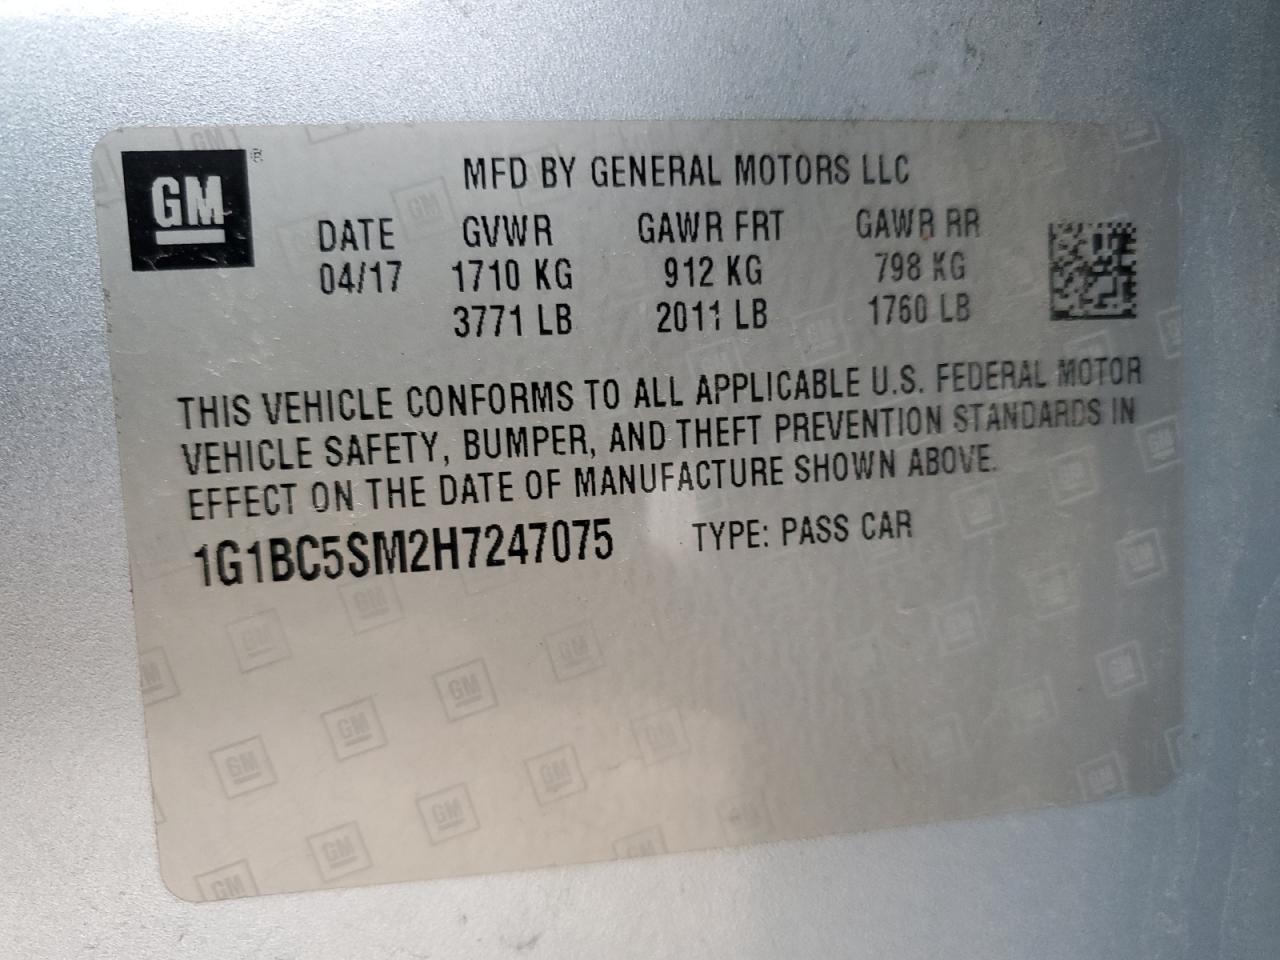 GM ®
MFD BY GENERAL MOTORS LLC
DATE GVWR GAWR FRT GAWR RR
04/17 1710 KG 912 KG 798 KG
3771 LB 2011 LB 1760 LB
THIS VEHICLE CONFORMS TO ALL APPLICABLE U.S. FEDERAL MOTOR
VEHICLE SAFETY, BUMPER, AND THEFT PREVENTION STANDARDS IN
EFFECT ON THE DATE OF MANUFACTURE SHOWN ABOVE.
1G1BC5SM2H7247075 TYPE: PASS CAR